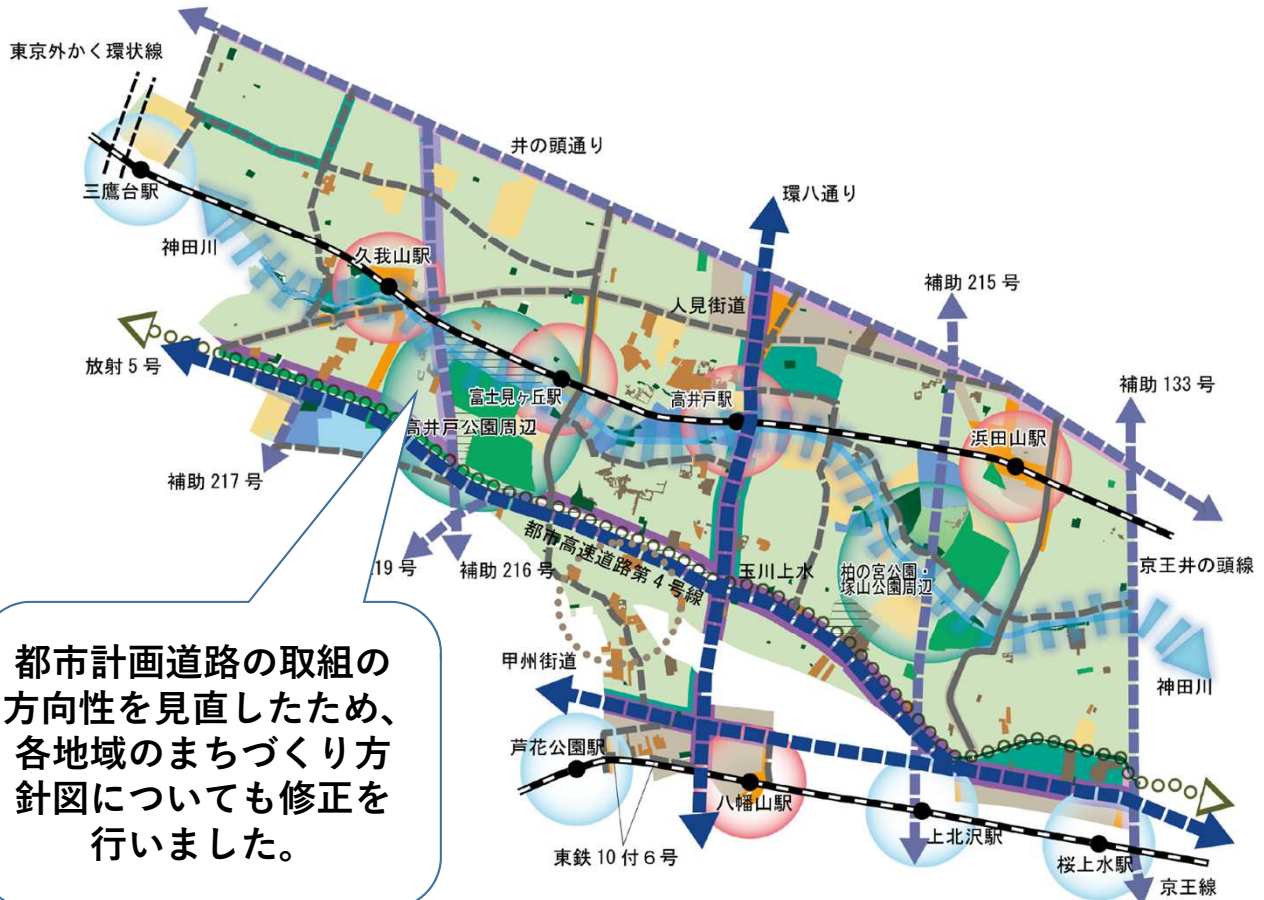 東京外かく環状線
井の頭通り
三鷹台駅
環八通り
神田川
久我山駅
補助 215 号
人見街道
放射 5 号
補助 133 号
富士見ヶ丘駅
高井戸駅
高井戸公園周辺
浜田山駅
補助 217 号
都市高速道路第 4 号線
19 号
補助 216 号
玉川上水
柏の宮公園・
塚山公園周辺
京王井の頭線
甲州街道
神田川
都市計画道路の取組の
方向性を見直したため、
各地域のまちづくり方
針図についても修正を
行いました。
芦花公園駅
八幡山駅
上北沢駅
東鉄 10 付 6 号
桜上水駅
京王線